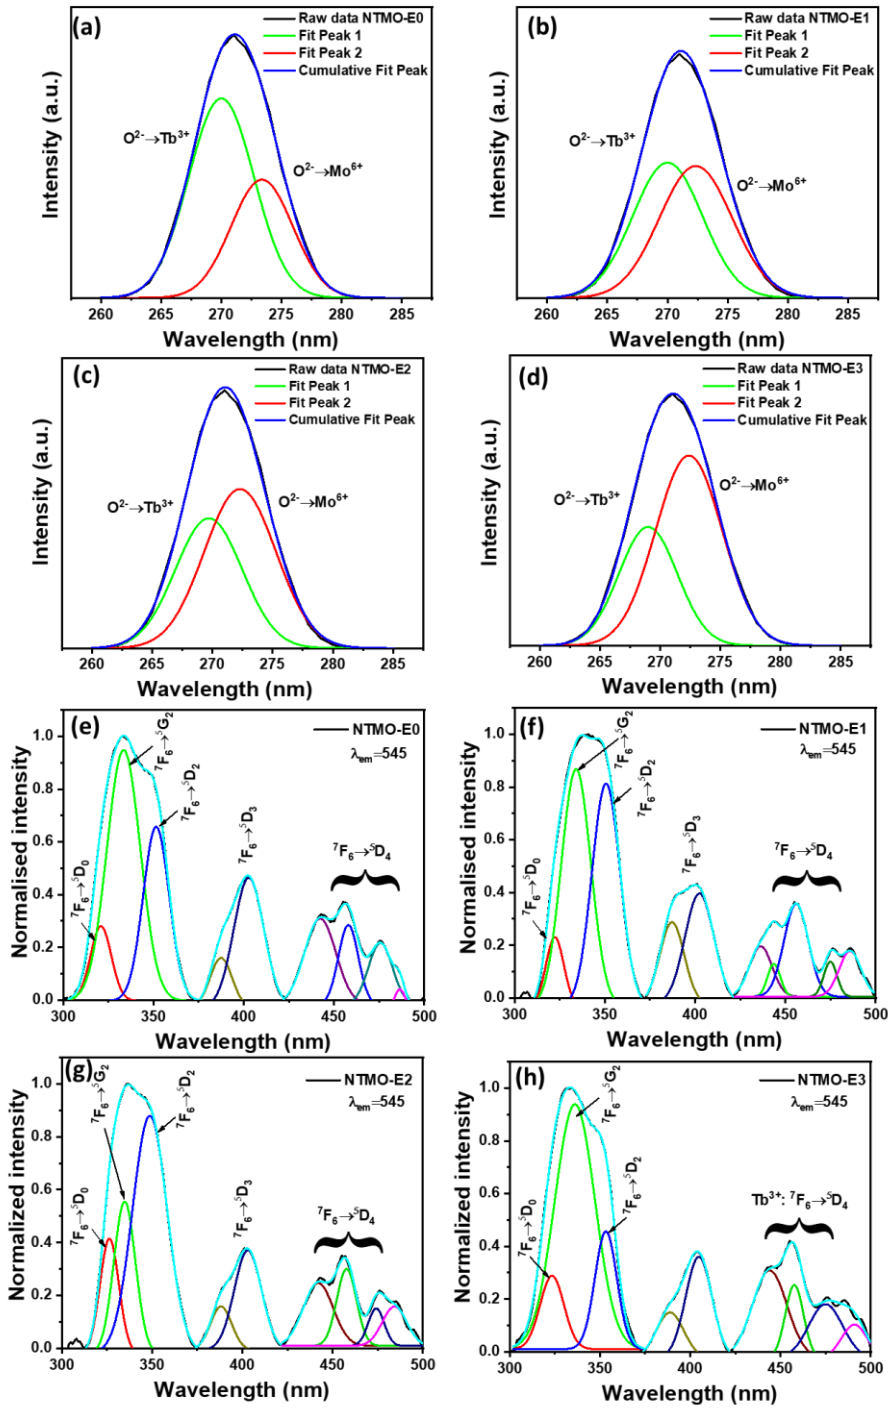 (a)
Raw data NTMO-E0
Fit Peak 1
Fit Peak 2
Cumulative Fit Peak
O²⁻→Tb³⁺
O²⁻→Mo⁶⁺
Intensity (a.u.)
260 265 270 275 280 285
Wavelength (nm)
(b)
Raw data NTMO-E1
Fit Peak 1
Fit Peak 2
Cumulative Fit Peak
O²⁻→Tb³⁺
O²⁻→Mo⁶⁺
Intensity (a.u.)
260 265 270 275 280 285
Wavelength (nm)
(c)
Raw data NTMO-E2
Fit Peak 1
Fit Peak 2
Cumulative Fit Peak
O²⁻→Tb³⁺
O²⁻→Mo⁶⁺
Intensity (a.u.)
260 265 270 275 280 285
Wavelength (nm)
(d)
Raw data NTMO-E3
Fit Peak 1
Fit Peak 2
Cumulative Fit Peak
O²⁻→Tb³⁺
O²⁻→Mo⁶⁺
Intensity (a.u.)
260 265 270 275 280 285
Wavelength (nm)
(e)
NTMO-E0
λem=545
⁷F₆→⁵D₀
⁷F₆→⁵G₂
⁷F₆→⁵D₂
⁷F₆→⁵D₃
⁷F₆→⁵D₄
Normalised intensity
1.0
0.8
0.6
0.4
0.2
0.0
300 350 400 450 500
Wavelength (nm)
(f)
NTMO-E1
λem=545
⁷F₆→⁵D₀
⁷F₆→⁵G₂
⁷F₆→⁵D₂
⁷F₆→⁵D₃
⁷F₆→⁵D₄
Normalised intensity
1.0
0.8
0.6
0.4
0.2
0.0
300 350 400 450 500
Wavelength (nm)
(g)
NTMO-E2
λem=545
⁷F₆→⁵D₀
⁷F₆→⁵G₂
⁷F₆→⁵D₂
⁷F₆→⁵D₃
⁷F₆→⁵D₄
Normalized intensity
1.0
0.8
0.6
0.4
0.2
0.0
300 350 400 450 500
Wavelength (nm)
(h)
NTMO-E3
λem=545
⁷F₆→⁵D₀
⁷F₆→⁵G₂
⁷F₆→⁵D₂
Tb³⁺: ⁷F₆→⁵D₄
Normalized intensity
1.0
0.8
0.6
0.4
0.2
0.0
300 350 400 450 500
Wavelength (nm)